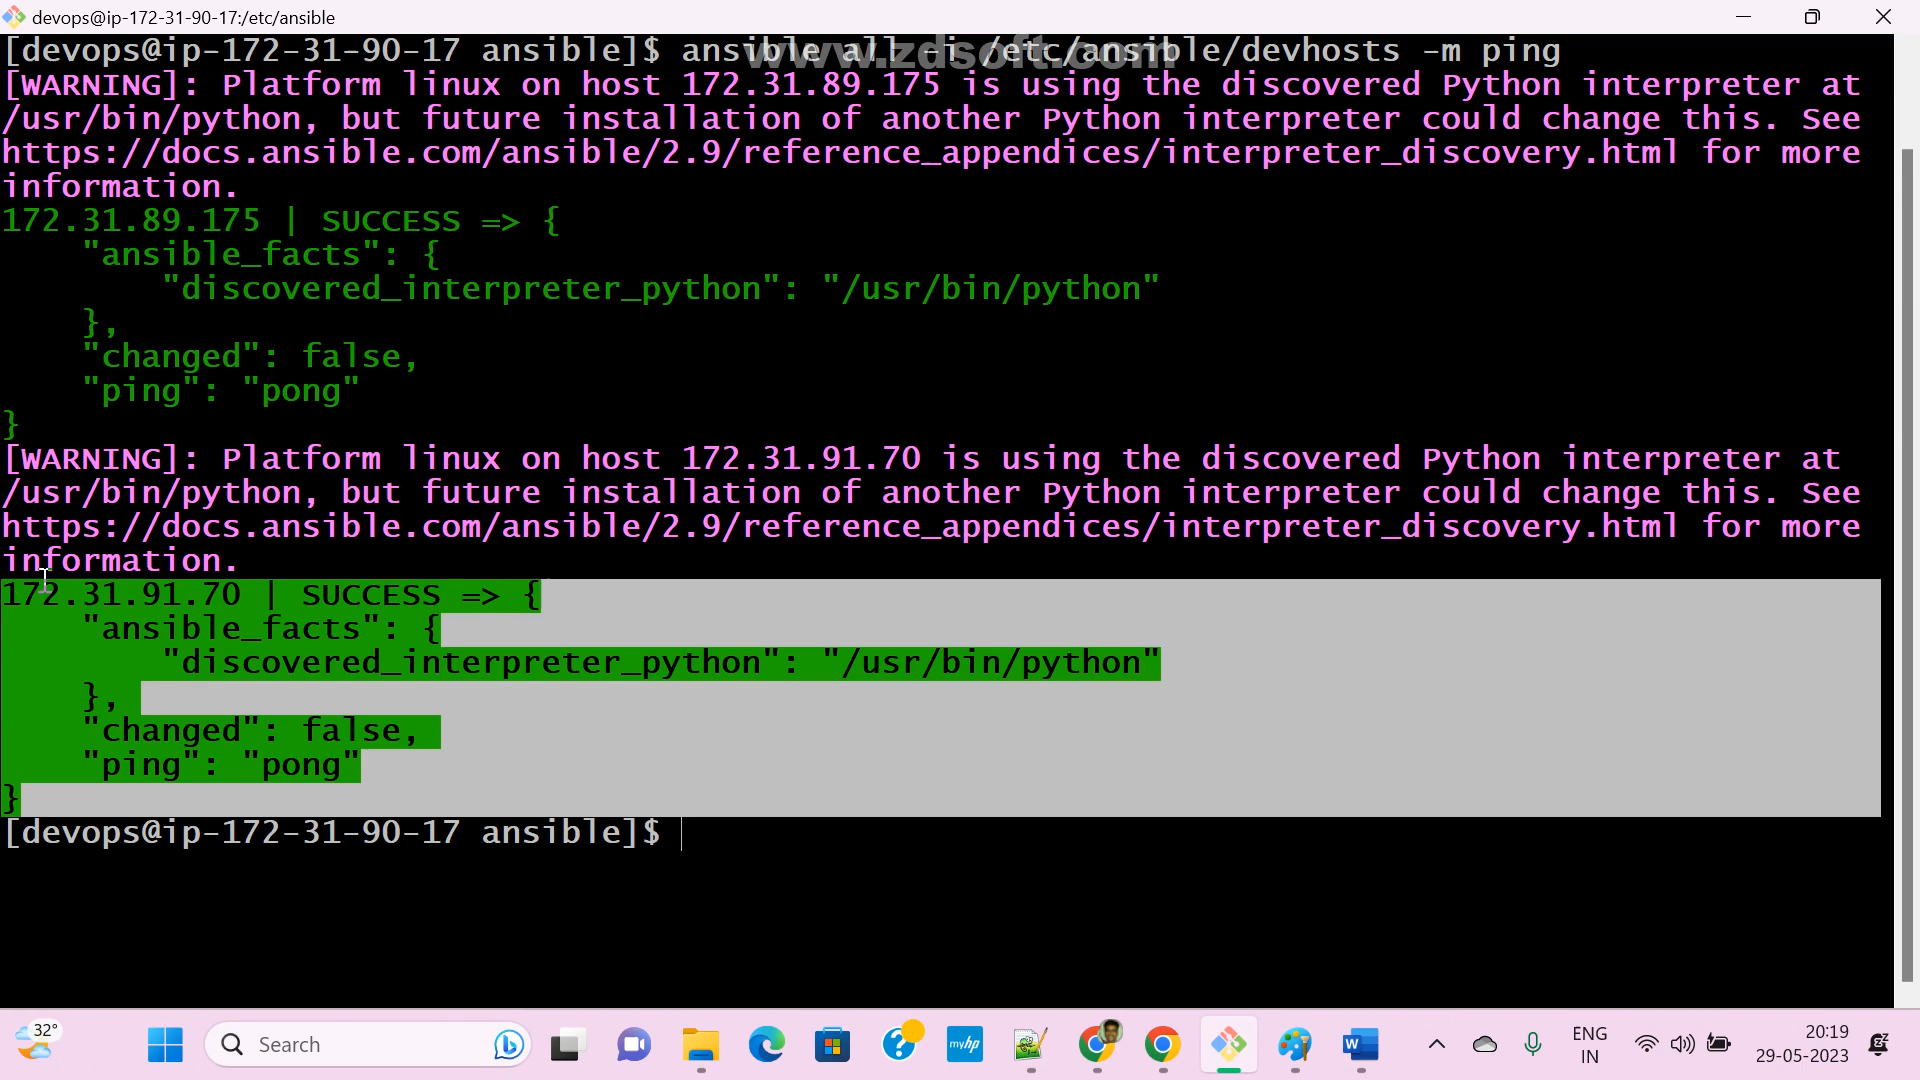 devops@ip-172-31-90-17:/etc/ansible
[devops@ip-172-31-90-17 ansible]$ ansible all -i /etc/ansible/devhosts -m ping
www.zdsoft.com
[WARNING]: Platform linux on host 172.31.89.175 is using the discovered Python interpreter at
/usr/bin/python, but future installation of another Python interpreter could change this. See
https://docs.ansible.com/ansible/2.9/reference_appendices/interpreter_discovery.html for more
information.
172.31.89.175 | SUCCESS => {
    "ansible_facts": {
        "discovered_interpreter_python": "/usr/bin/python"
    },
    "changed": false,
    "ping": "pong"
}
[WARNING]: Platform linux on host 172.31.91.70 is using the discovered Python interpreter at
/usr/bin/python, but future installation of another Python interpreter could change this. See
https://docs.ansible.com/ansible/2.9/reference_appendices/interpreter_discovery.html for more
information.
172.31.91.70 | SUCCESS => {
    "ansible_facts": {
        "discovered_interpreter_python": "/usr/bin/python"
    },
    "changed": false,
    "ping": "pong"
}
[devops@ip-172-31-90-17 ansible]$
32°
Search
myhp
W
ENG
IN
20:19
29-05-2023